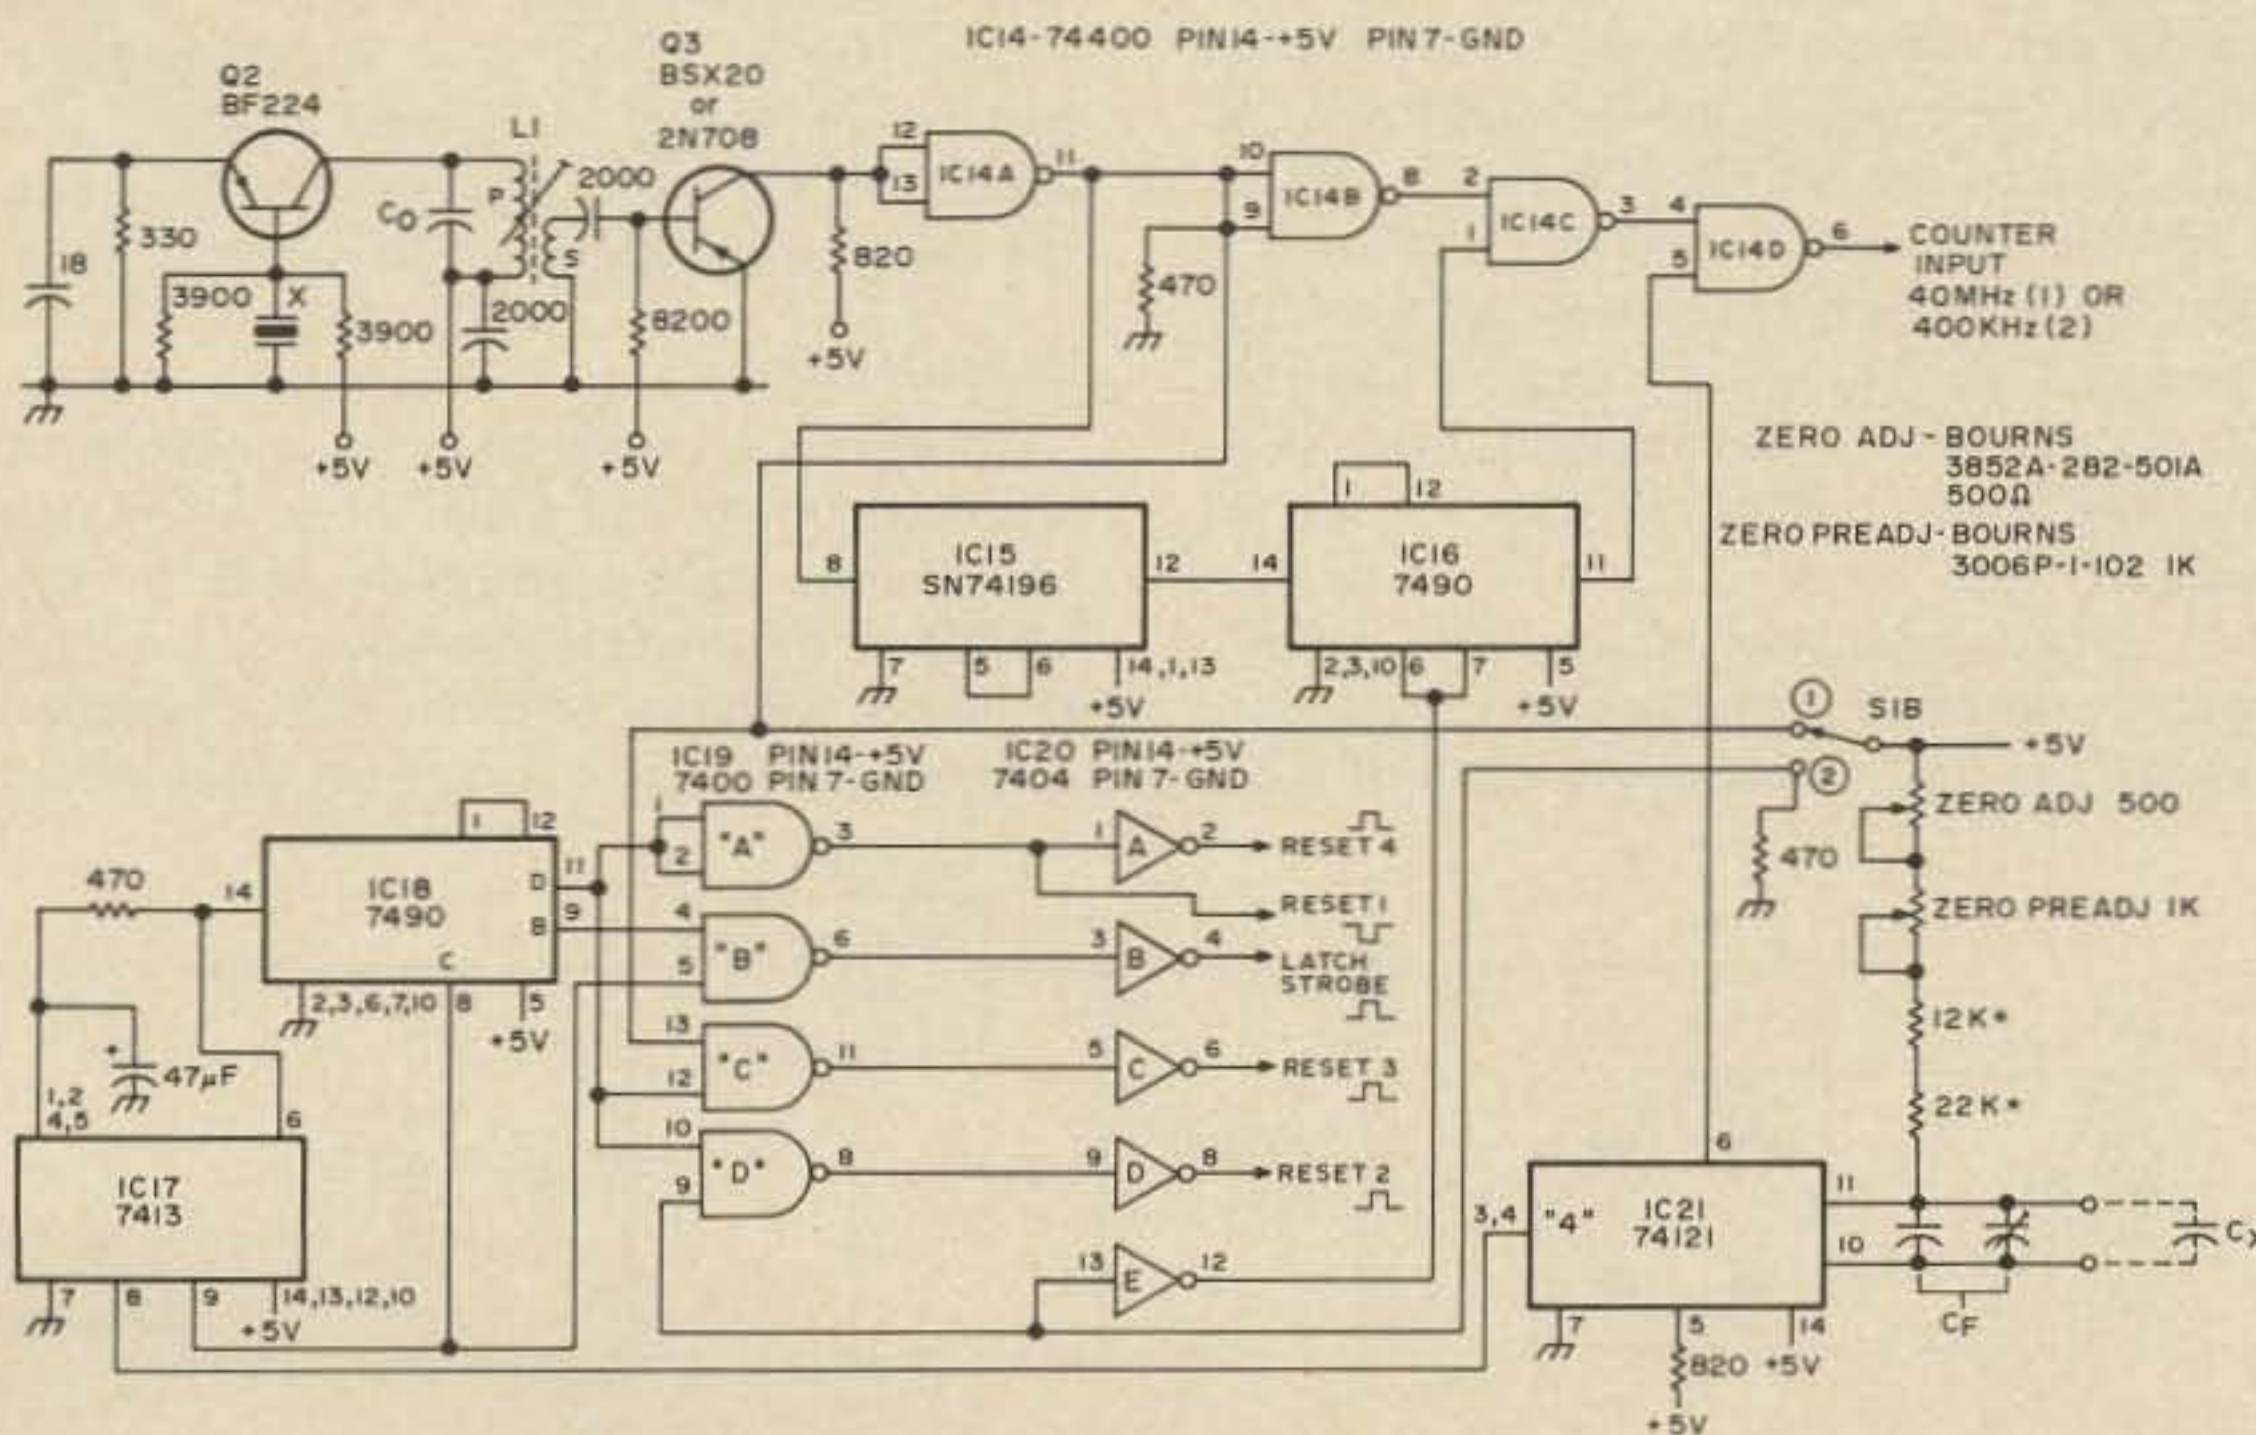 IC14-74400 PIN14-+5V PIN7-GND
Q2
BF224
Q3
BSX20
or
2N708
L1
P
S
2000
CO
18
330
3900
X
3900
2000
8200
+5V
+5V
+5V
820
+5V
12
13
IC14A
11
10
9
IC14B
8
470
2
1
IC14C
3
4
5
IC14D
6
COUNTER
INPUT
40MHz (1) OR
400KHz (2)
ZERO ADJ - BOURNS
3852A-282-501A
500Ω
ZERO PREADJ-BOURNS
3006P-1-102 1K
8
IC15
SN74196
12
7
5
6
14,1,13
+5V
1
12
14
IC16
7490
11
2,3,10
6
7
5
+5V
1
S1B
2
+5V
470
ZERO ADJ 500
ZERO PREADJ 1K
12K*
22K*
IC19 PIN14-+5V
7400 PIN7-GND
IC20 PIN14-+5V
7404 PIN7-GND
1
12
470
14
IC18
7490
D
11
B
9
C
2,3,6,7,10
8
5
+5V
+
47µF
1,2
4,5
6
IC17
7413
7
8
9
14,13,12,10
+5V
1
2
"A"
3
1
A
2
RESET 4
RESET 1
4
5
"B"
6
3
B
4
LATCH
STROBE
13
12
"C"
11
5
C
6
RESET 3
10
9
"D"
8
9
D
8
RESET 2
13
E
12
3,4
"4"
IC21
74121
6
11
10
7
5
14
820
+5V
+5V
CF